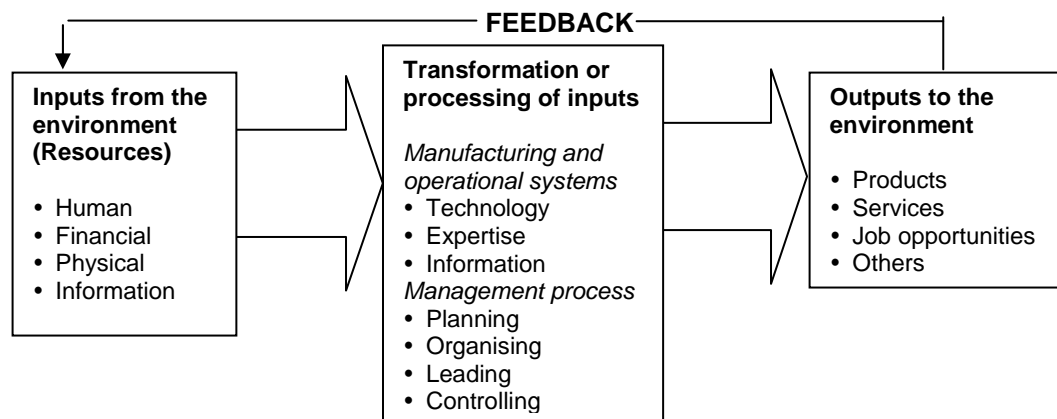 FEEDBACK
Inputs from the
environment
(Resources)
• Human
• Financial
• Physical
• Information
Transformation or
processing of inputs
Manufacturing and
operational systems
• Technology
• Expertise
• Information
Management process
• Planning
• Organising
• Leading
• Controlling
Outputs to the
environment
• Products
• Services
• Job opportunities
• Others